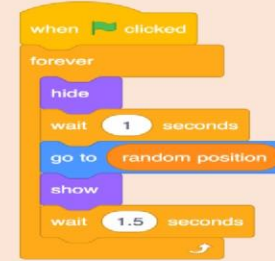 when clicked
forever
hide
wait 1 seconds
go to random position
show
wait 1.5 seconds